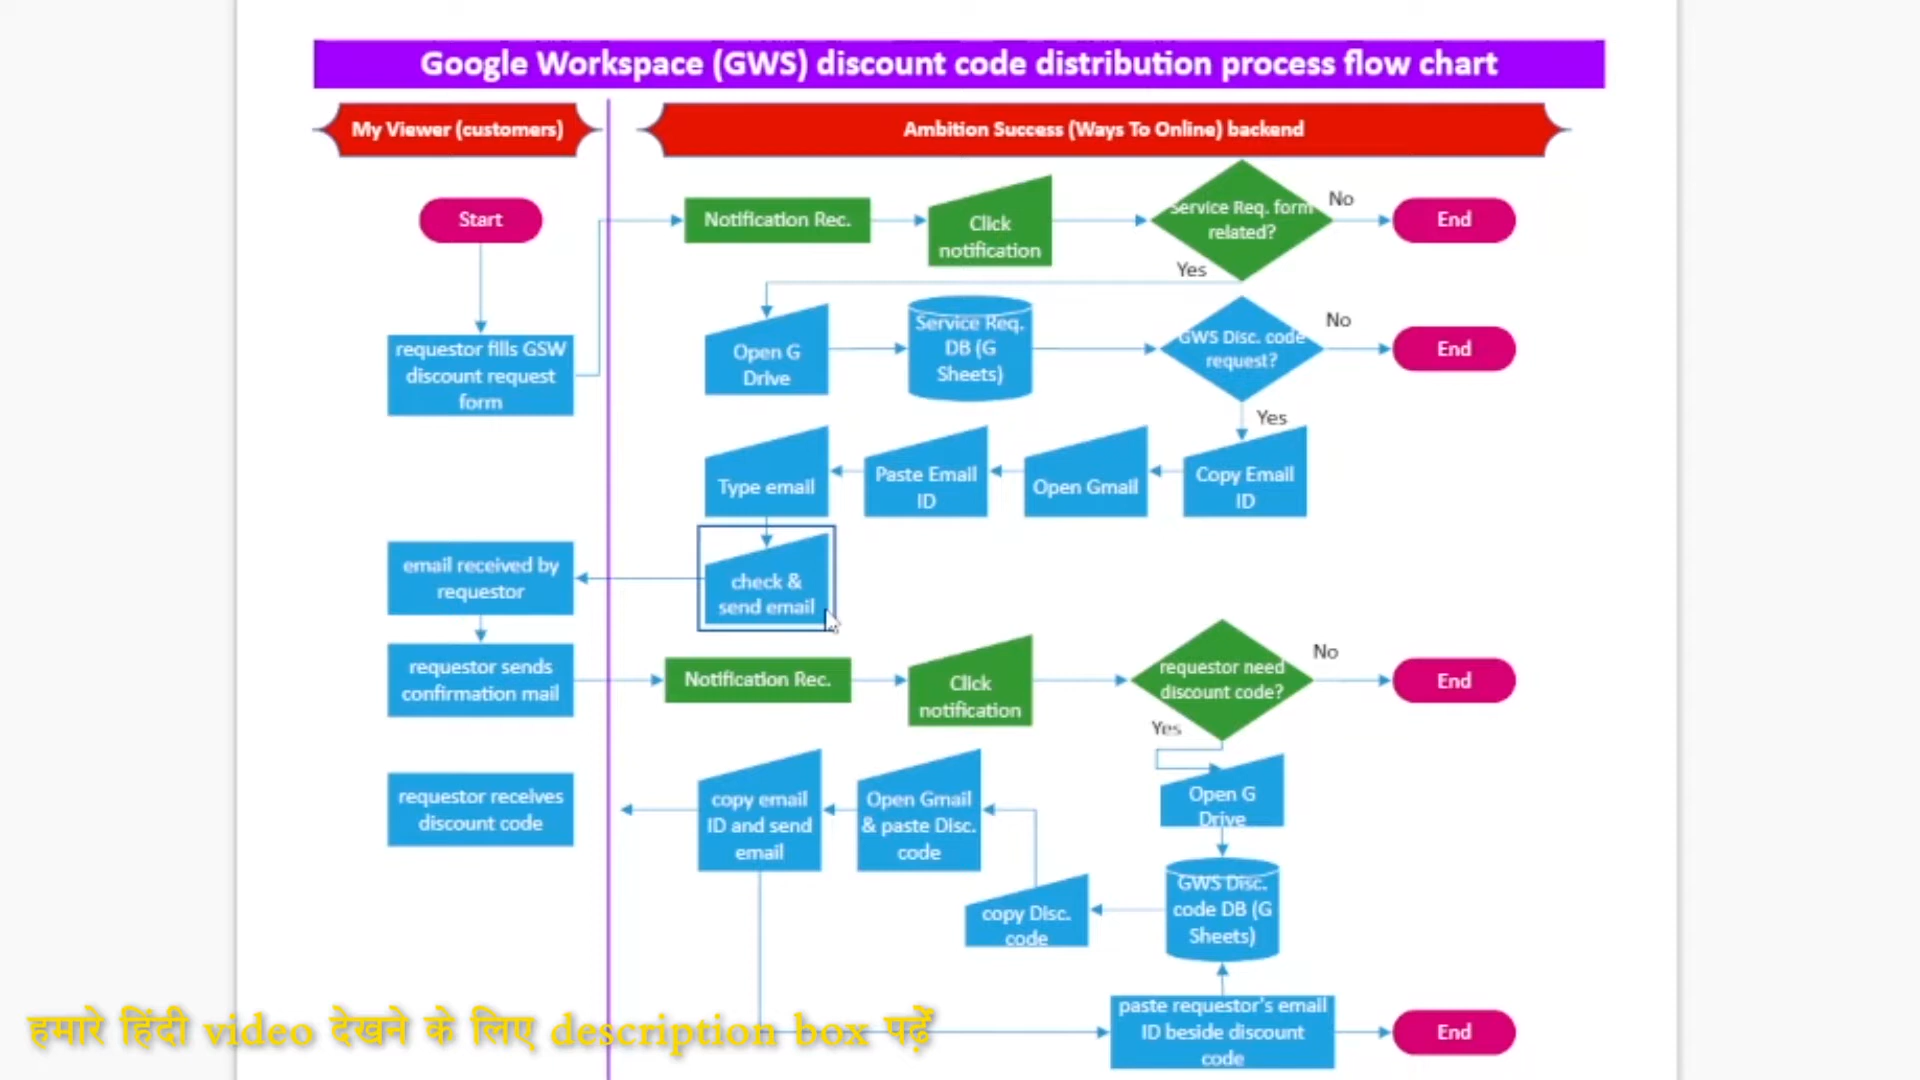 Google Workspace (GWS) discount code distribution process flow chart
My Viewer (customers)
Ambition Success (Ways To Online) backend
Start
Notification Rec.
Click
notification
Service Req. form
related?
No
End
Yes
requestor fills GSW
discount request
form
Open G
Drive
Service Req.
DB (G
Sheets)
GWS Disc. code
request?
No
End
Yes
Type email
Paste Email
ID
Open Gmail
Copy Email
ID
email received by
requestor
check &
send email
requestor sends
confirmation mail
Notification Rec.
Click
notification
requestor need
discount code?
No
End
Yes
requestor receives
discount code
copy email
ID and send
email
Open Gmail
& paste Disc.
code
Open G
Drive
copy Disc.
code
GWS Disc.
code DB (G
Sheets)
paste requestor's email
ID beside discount
code
End
हमारे हिंदी video देखने के लिए description box पढ़ें